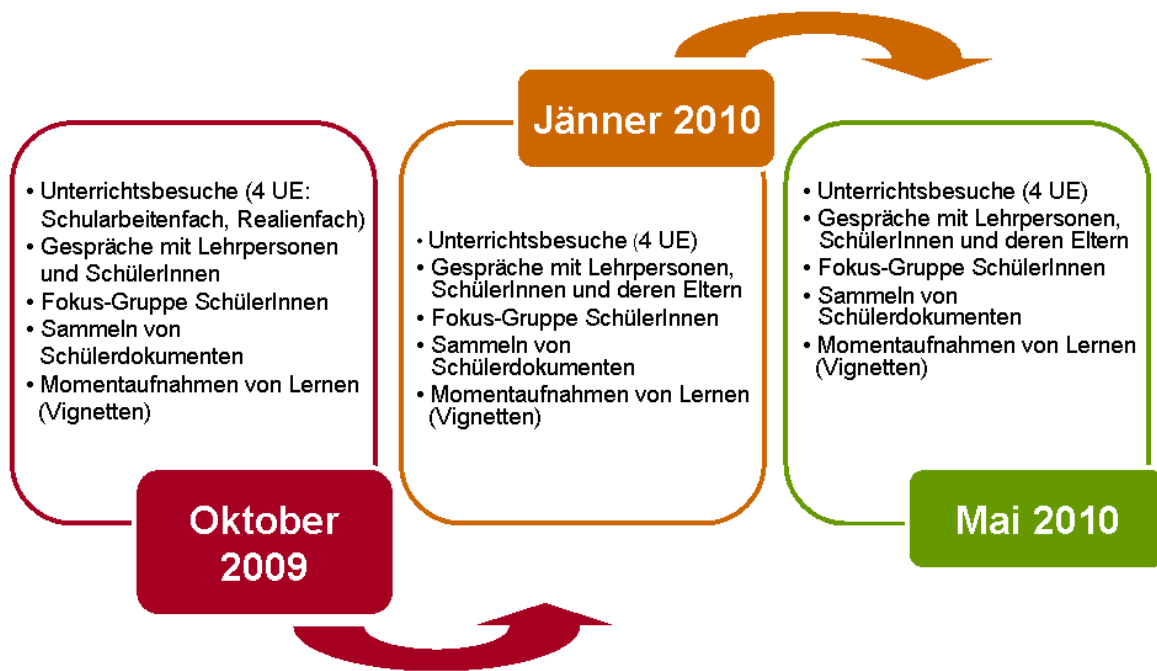 • Unterrichtsbesuche (4 UE:
Schularbeitenfach, Realienfach)
• Gespräche mit Lehrpersonen
und SchülerInnen
• Fokus-Gruppe SchülerInnen
• Sammeln von
Schülerdokumenten
• Momentaufnahmen von Lernen
(Vignetten)
Oktober
2009
Jänner 2010
• Unterrichtsbesuche (4 UE)
• Gespräche mit Lehrpersonen,
SchülerInnen und deren Eltern
• Fokus-Gruppe SchülerInnen
• Sammeln von
Schülerdokumenten
• Momentaufnahmen von Lernen
(Vignetten)
• Unterrichtsbesuche (4 UE)
• Gespräche mit Lehrpersonen,
SchülerInnen und deren Eltern
• Fokus-Gruppe SchülerInnen
• Sammeln von
Schülerdokumenten
• Momentaufnahmen von Lernen
(Vignetten)
Mai 2010